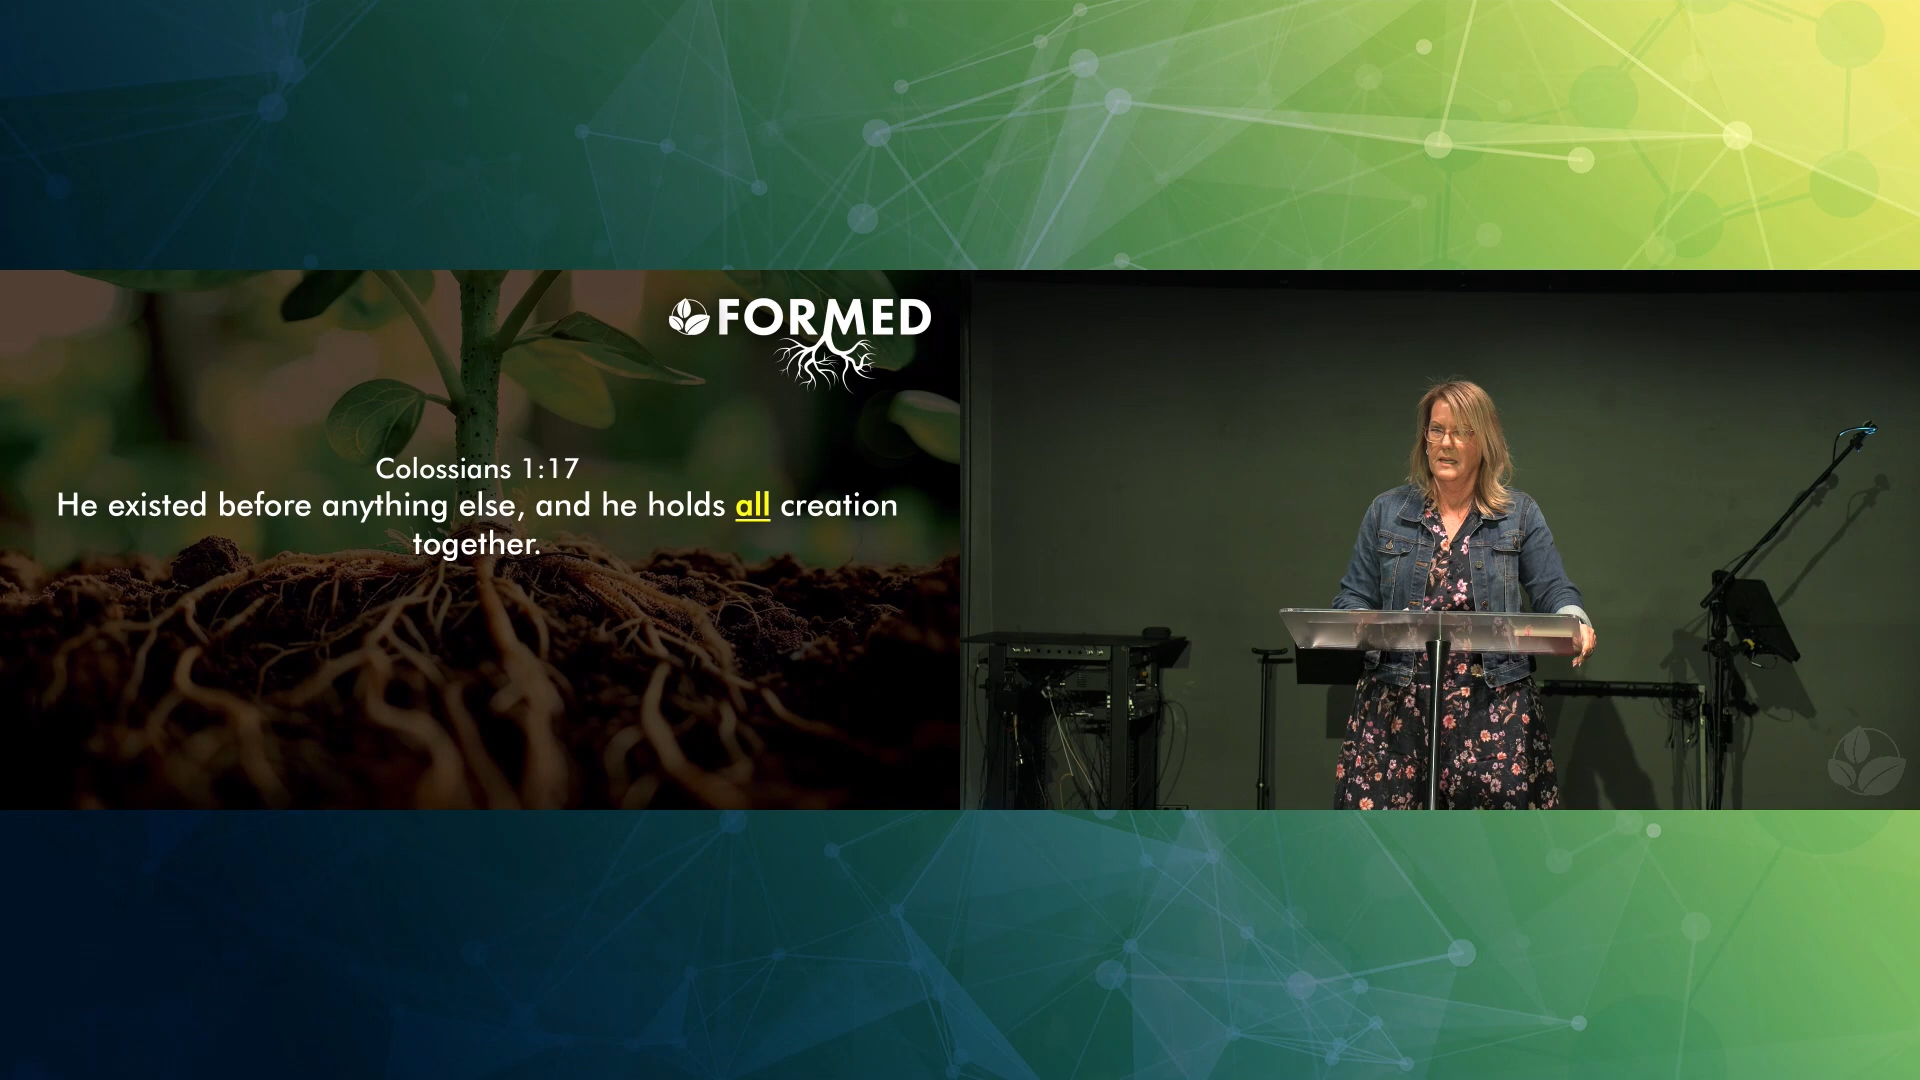 FORMED
Colossians 1:17
He existed before anything else, and he holds all creation
together.